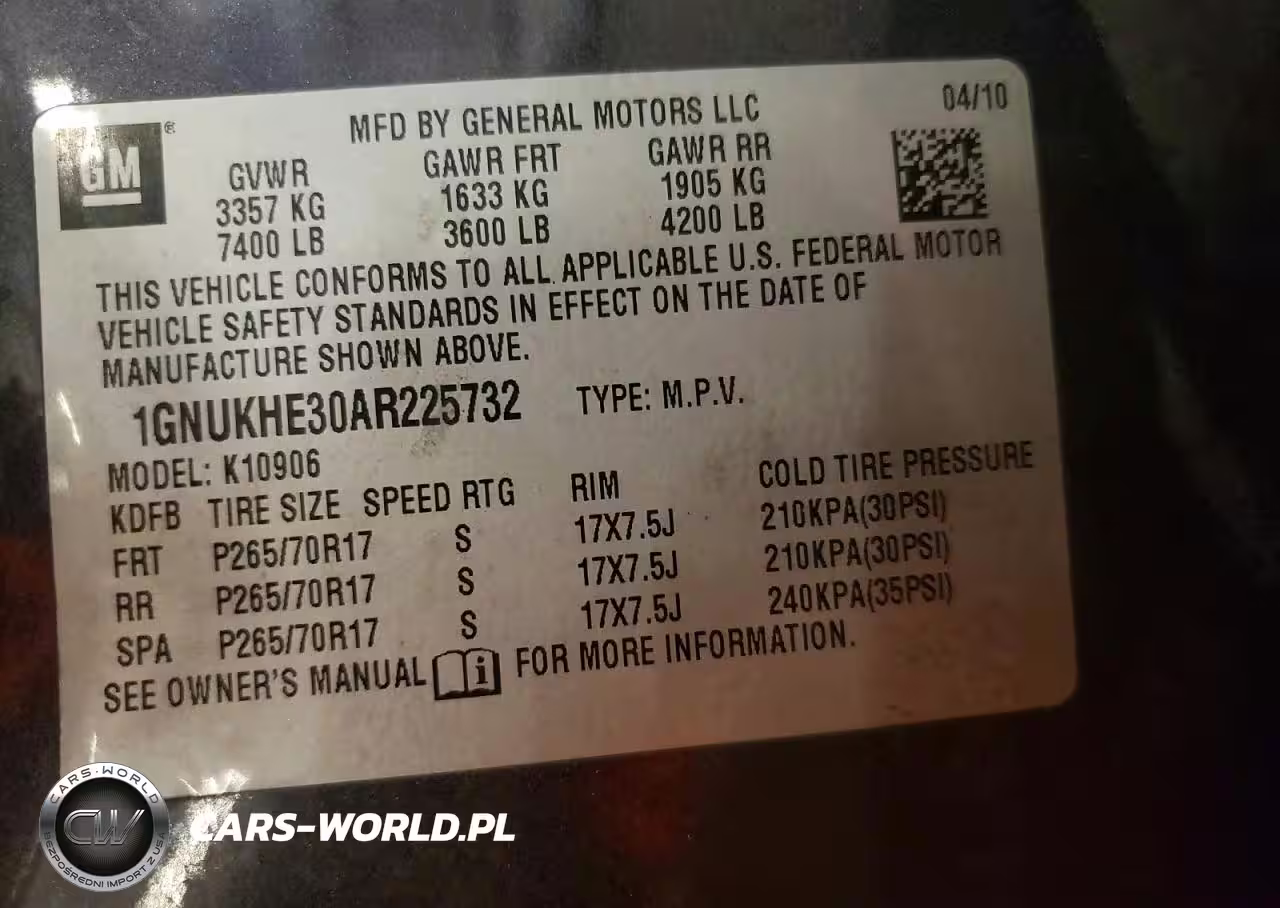 GM ®
MFD BY GENERAL MOTORS LLC
04/10
GVWR GAWR FRT GAWR RR
3357 KG 1633 KG 1905 KG
7400 LB 3600 LB 4200 LB
THIS VEHICLE CONFORMS TO ALL APPLICABLE U.S. FEDERAL MOTOR
VEHICLE SAFETY STANDARDS IN EFFECT ON THE DATE OF
MANUFACTURE SHOWN ABOVE.
1GNUKHE30AR225732 TYPE: M.P.V.
MODEL: K10906
KDFB TIRE SIZE SPEED RTG RIM COLD TIRE PRESSURE
FRT P265/70R17 S 17X7.5J 210KPA(30PSI)
RR P265/70R17 S 17X7.5J 210KPA(30PSI)
SPA P265/70R17 S 17X7.5J 240KPA(35PSI)
SEE OWNER'S MANUAL i FOR MORE INFORMATION.
CARS-WORLD
CW
BEZPOŚREDNI IMPORT Z USA
CARS-WORLD.PL